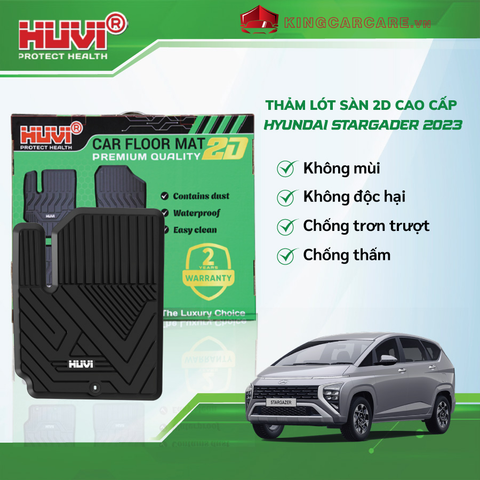 HUVI®
PROTECT HEALTH
KINGCARCARE.VN
THẢM LÓT SÀN 2D CAO CẤP
HYUNDAI STARGADER 2023
Không mùi
Không độc hại
Chống trơn trượt
Chống thấm
HUVI®
PROTECT HEALTH
CAR FLOOR MAT
PREMIUM QUALITY 2D
Contains dust
Waterproof
Easy clean
2
YEARS
WARRANTY
The Luxury Choice
HUVI
STARGAZER